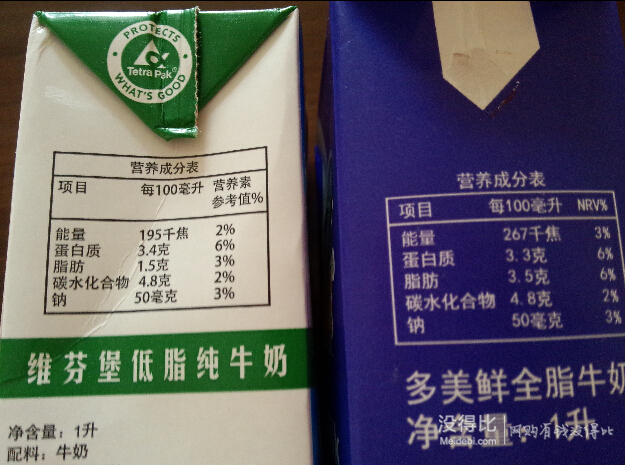 PROTECTS
Tetra Pak®
WHAT'S GOOD
营养成分表
项目 每100毫升 营养素参考值%
能量 195千焦 2%
蛋白质 3.4克 6%
脂肪 1.5克 3%
碳水化合物 4.8克 2%
钠 50毫克 3%
维芬堡低脂纯牛奶
净含量：1升
配料：牛奶
营养成分表
项目 每100毫升 NRV%
能量 267千焦 3%
蛋白质 3.3克 6%
脂肪 3.5克 6%
碳水化合物 4.8克 2%
钠 50毫克 3%
多美鲜全脂牛奶
净含量：1升
没得比
Meidebi.com
网购有钱没得比